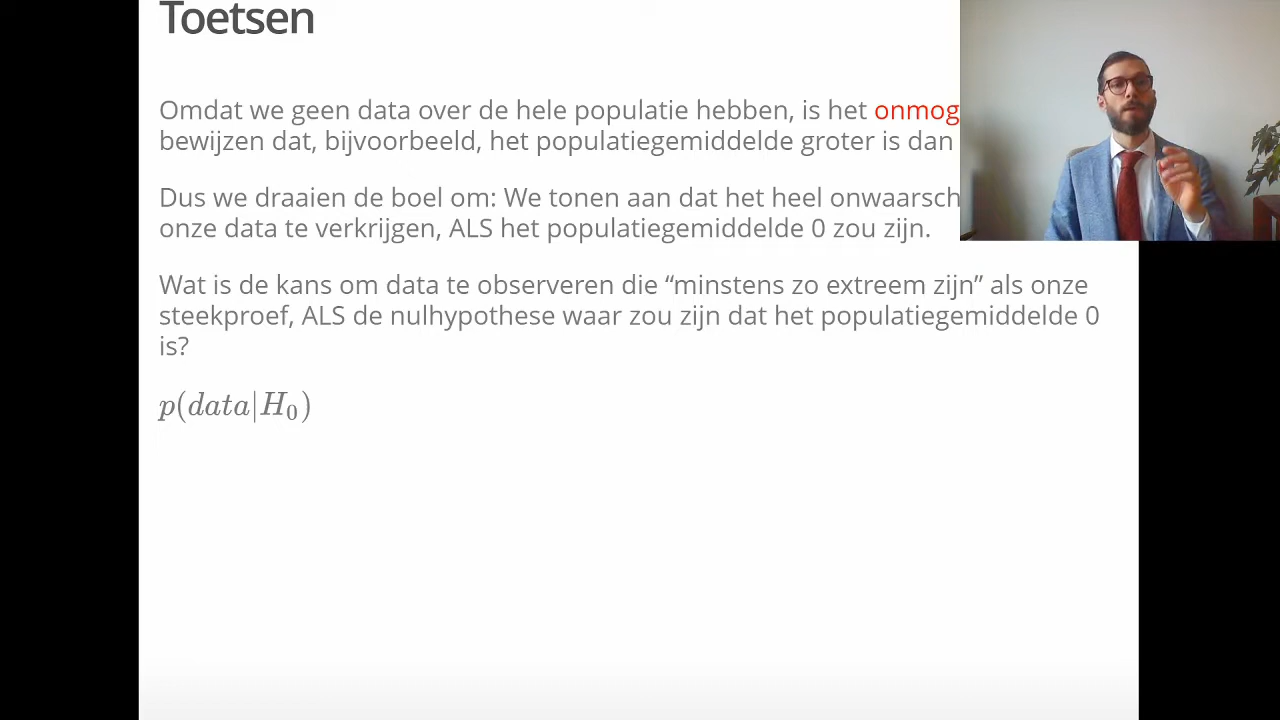 Toetsen
Omdat we geen data over de hele populatie hebben, is het
bewijzen dat, bijvoorbeeld, het populatiegemiddelde groter is dan
Dus we draaien de boel om: We tonen aan dat het heel
onze data te verkrijgen, ALS het populatiegemiddelde 0 zou zijn.
Wat is de kans om data te observeren die “minstens zo extreem zijn” als onze
steekproef, ALS de nulhypothese waar zou zijn dat het populatiegemiddelde 0
is?
p(data|H₀)